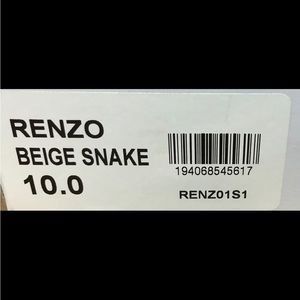 RENZO
BEIGE SNAKE
10.0
194068545617
RENZ01S1